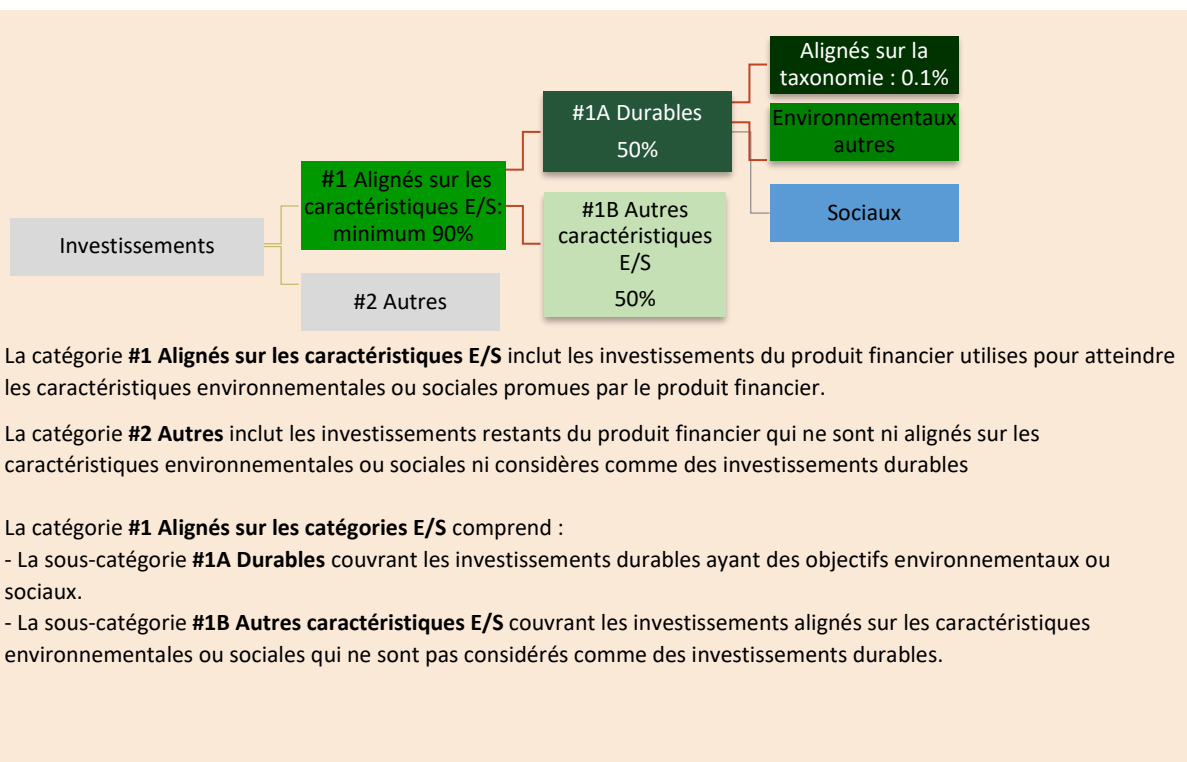 Alignés sur la
taxonomie : 0.1%
#1A Durables
50%
Environnementaux
autres
#1 Alignés sur les
caractéristiques E/S:
minimum 90%
#1B Autres
caractéristiques
E/S
50%
Sociaux
Investissements
#2 Autres
La catégorie #1 Alignés sur les caractéristiques E/S inclut les investissements du produit financier utilises pour atteindre
les caractéristiques environnementales ou sociales promues par le produit financier.
La catégorie #2 Autres inclut les investissements restants du produit financier qui ne sont ni alignés sur les
caractéristiques environnementales ou sociales ni considères comme des investissements durables
La catégorie #1 Alignés sur les catégories E/S comprend :
- La sous-catégorie #1A Durables couvrant les investissements durables ayant des objectifs environnementaux ou
sociaux.
- La sous-catégorie #1B Autres caractéristiques E/S couvrant les investissements alignés sur les caractéristiques
environnementales ou sociales qui ne sont pas considérés comme des investissements durables.